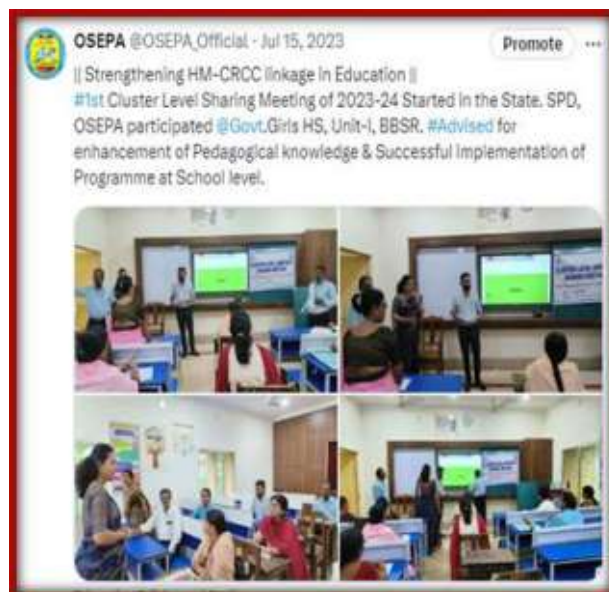 OSEPA @OSEPA_Official · Jul 15, 2023
Promote ···
|| Strengthening HM-CRCC linkage in Education ||
#1st Cluster Level Sharing Meeting of 2023-24 Started in the State. SPD,
OSEPA participated @Govt.Girls HS, Unit-I, BBSR. #Advised for
enhancement of Pedagogical knowledge & Successful Implementation of
Programme at School level.